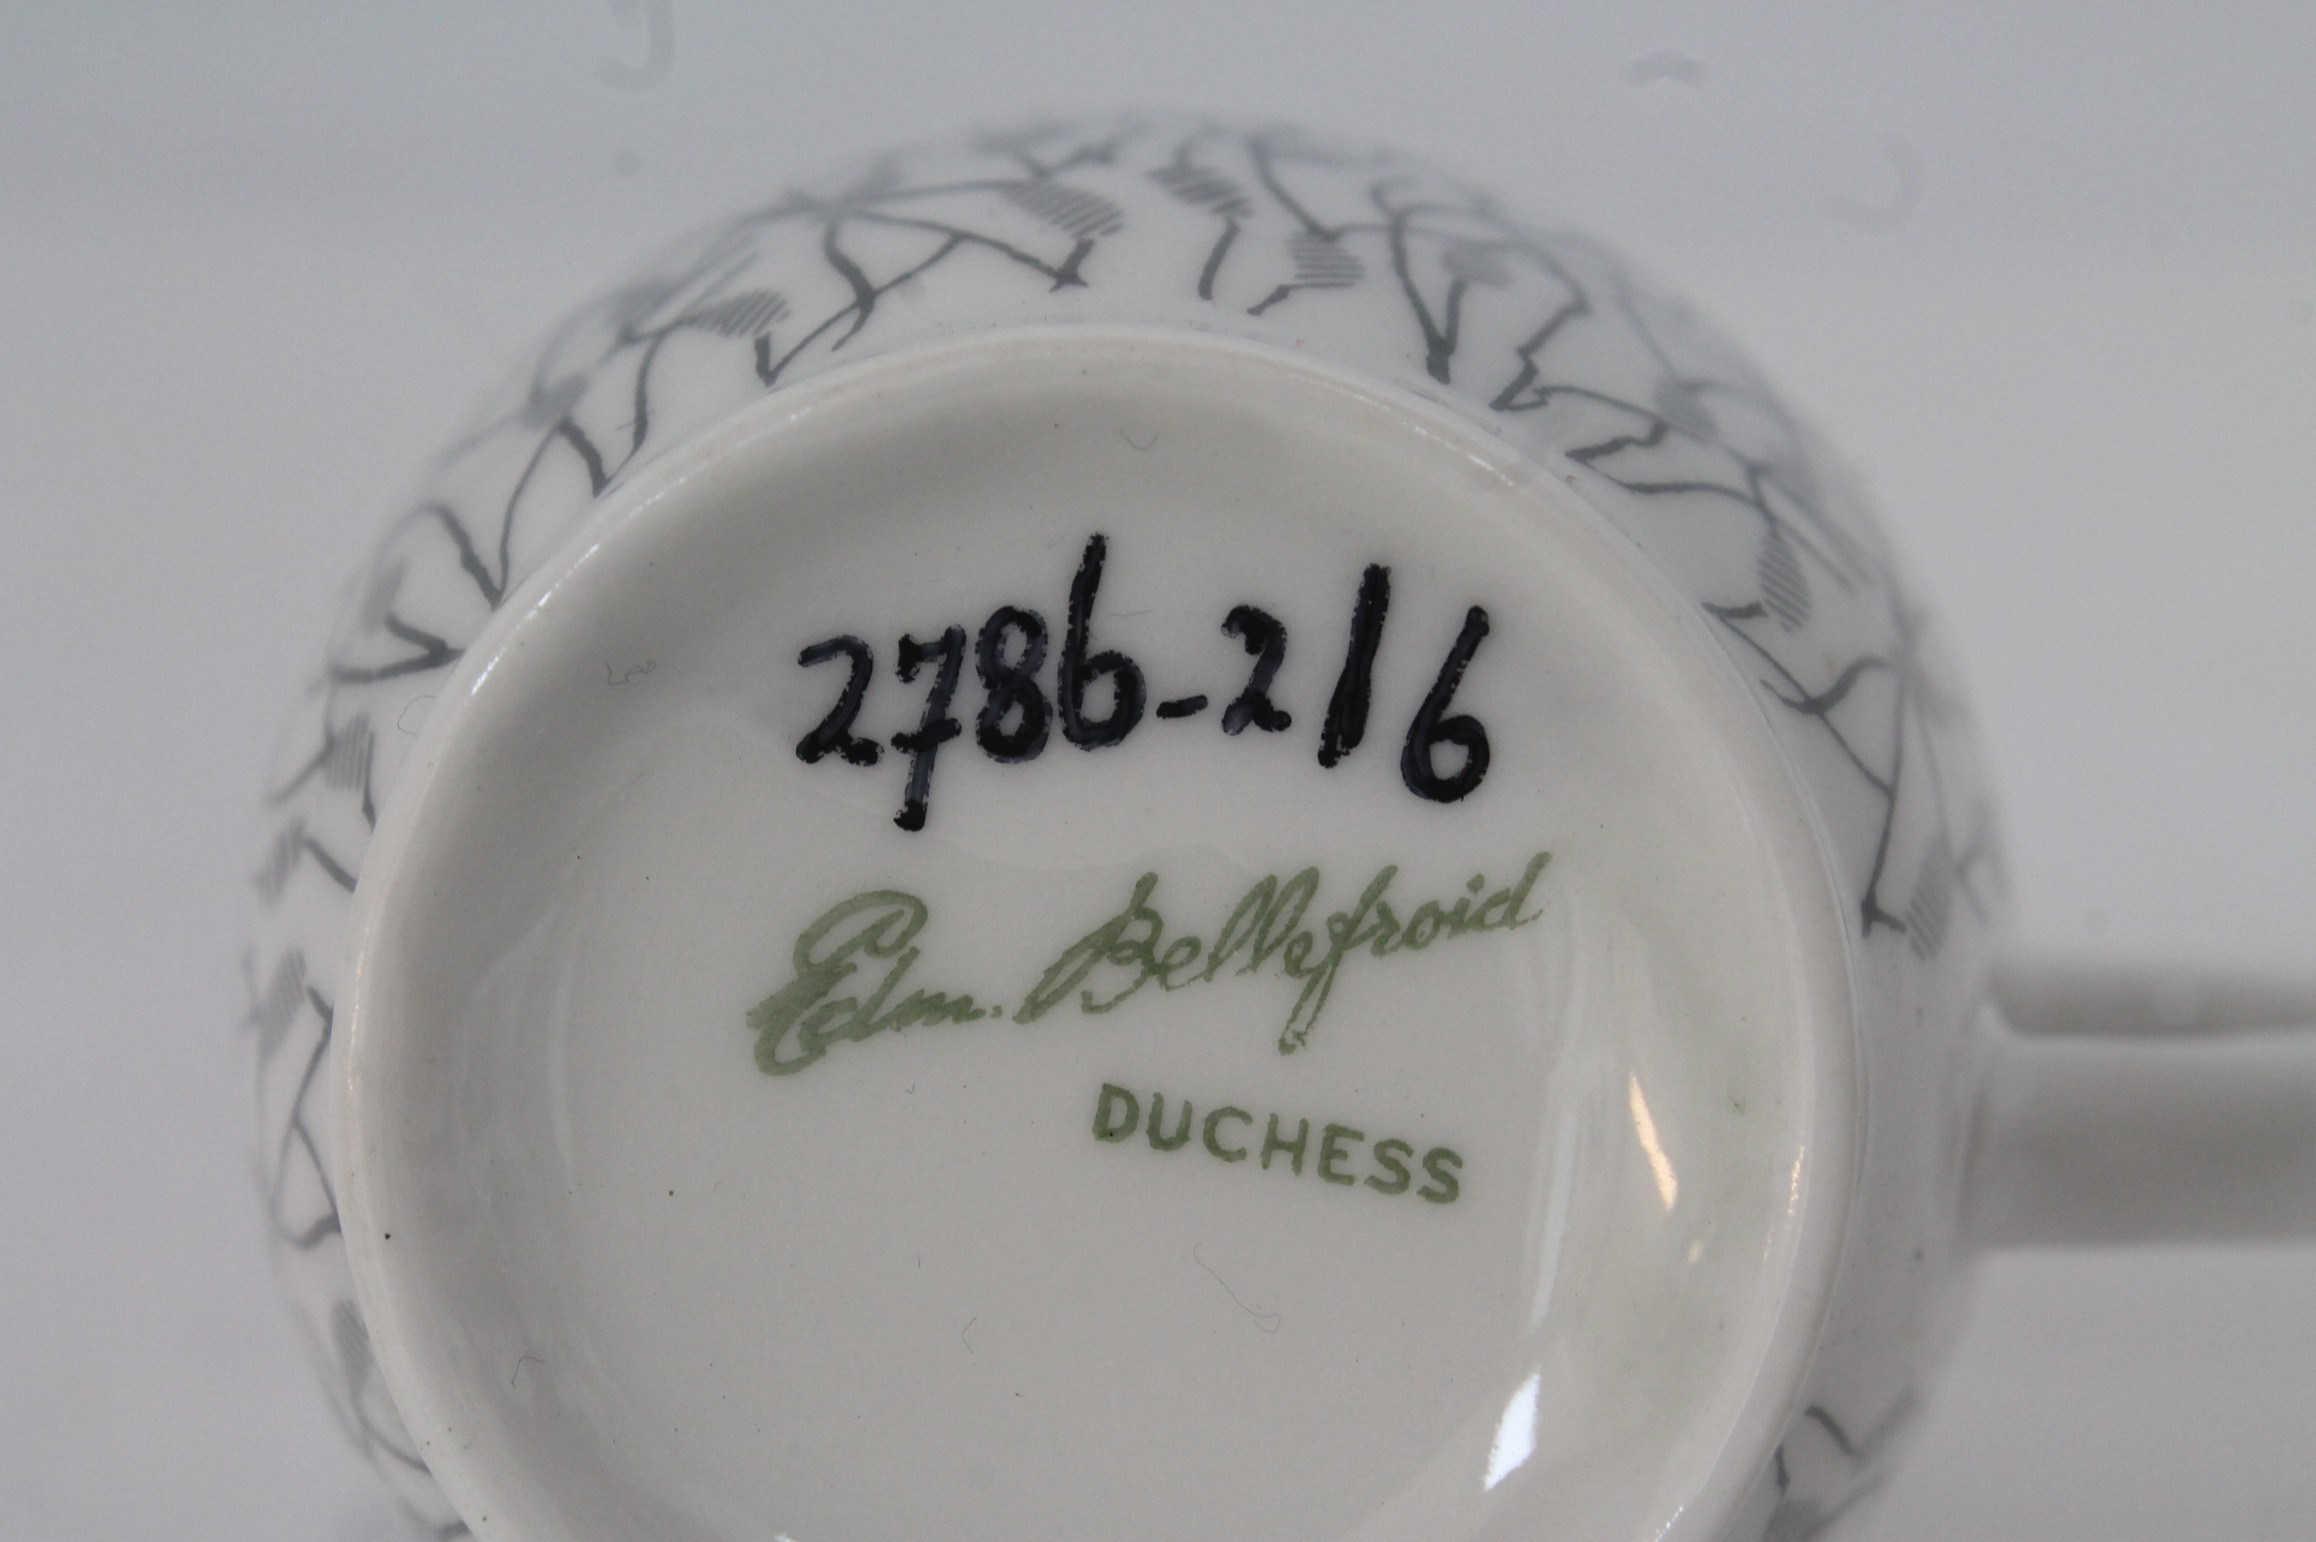 2786-216
Edm. Bellefroid
DUCHESS